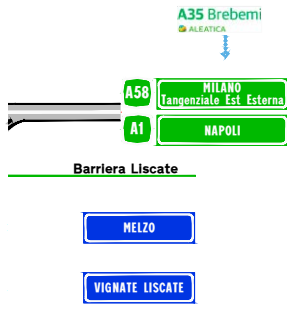 A35 Brebemi
ALEATICA
A58
MILANO
Tangenziale Est Esterna
A1
NAPOLI
Barriera Liscate
MELZO
VIGNATE LISCATE